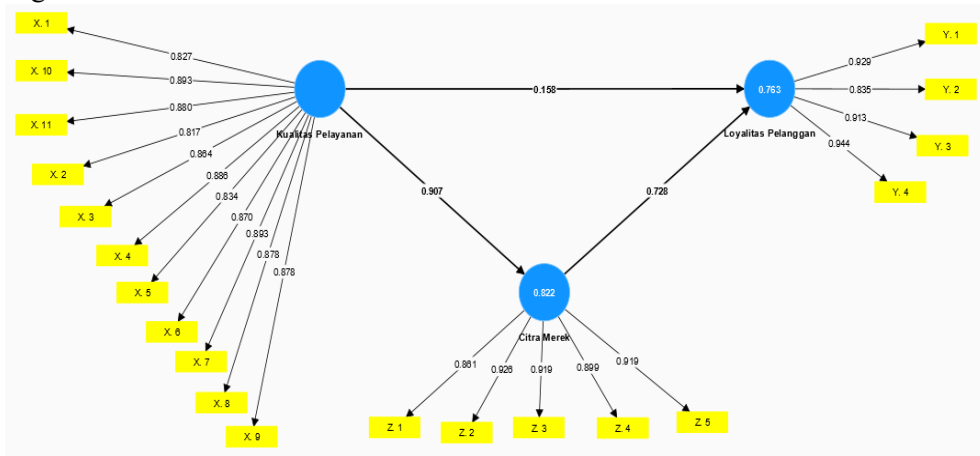 X. 1
X. 10
X. 11
X. 2
X. 3
X. 4
X. 5
X. 6
X. 7
X. 8
X. 9
0.827
0.893
0.880
0.817
0.864
0.886
0.834
0.870
0.893
0.878
0.878
Kualitas Pelayanan
0.158
0.907
0.728
0.763
Loyalitas Pelanggan
0.929
0.835
0.913
0.944
Y. 1
Y. 2
Y. 3
Y. 4
0.822
Citra Merek
0.861
0.926
0.919
0.899
0.919
Z. 1
Z. 2
Z. 3
Z. 4
Z. 5